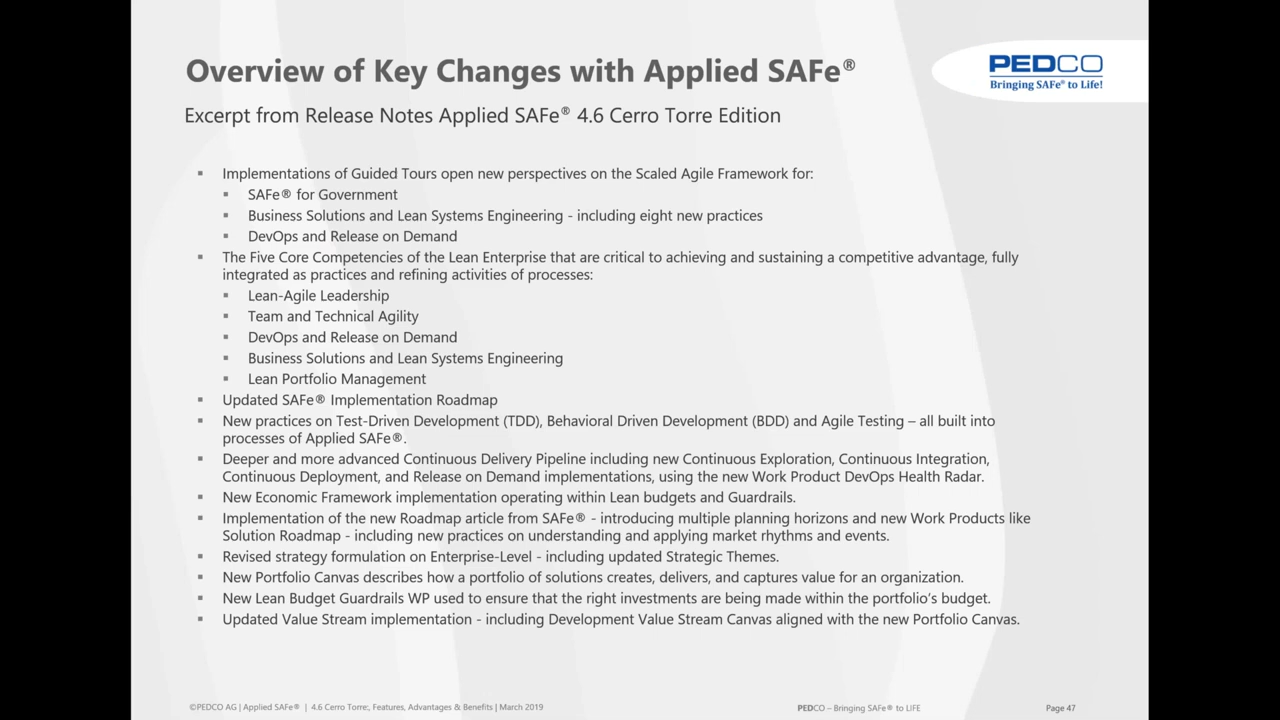 Overview of Key Changes with Applied SAFe®
PEDCO
Bringing SAFe® to Life!
Excerpt from Release Notes Applied SAFe® 4.6 Cerro Torre Edition
▪ Implementations of Guided Tours open new perspectives on the Scaled Agile Framework for:
▪ SAFe® for Government
▪ Business Solutions and Lean Systems Engineering - including eight new practices
▪ DevOps and Release on Demand
▪ The Five Core Competencies of the Lean Enterprise that are critical to achieving and sustaining a competitive advantage, fully
integrated as practices and refining activities of processes:
▪ Lean-Agile Leadership
▪ Team and Technical Agility
▪ DevOps and Release on Demand
▪ Business Solutions and Lean Systems Engineering
▪ Lean Portfolio Management
▪ Updated SAFe® Implementation Roadmap
▪ New practices on Test-Driven Development (TDD), Behavioral Driven Development (BDD) and Agile Testing – all built into
processes of Applied SAFe®.
▪ Deeper and more advanced Continuous Delivery Pipeline including new Continuous Exploration, Continuous Integration,
Continuous Deployment, and Release on Demand implementations, using the new Work Product DevOps Health Radar.
▪ New Economic Framework implementation operating within Lean budgets and Guardrails.
▪ Implementation of the new Roadmap article from SAFe® - introducing multiple planning horizons and new Work Products like
Solution Roadmap - including new practices on understanding and applying market rhythms and events.
▪ Revised strategy formulation on Enterprise-Level - including updated Strategic Themes.
▪ New Portfolio Canvas describes how a portfolio of solutions creates, delivers, and captures value for an organization.
▪ New Lean Budget Guardrails WP used to ensure that the right investments are being made within the portfolio's budget.
▪ Updated Value Stream implementation - including Development Value Stream Canvas aligned with the new Portfolio Canvas.
©PEDCO AG | Applied SAFe® | 4.6 Cerro Torre:, Features, Advantages & Benefits | March 2019
PEDCO – Bringing SAFe® to LIFE
Page 47